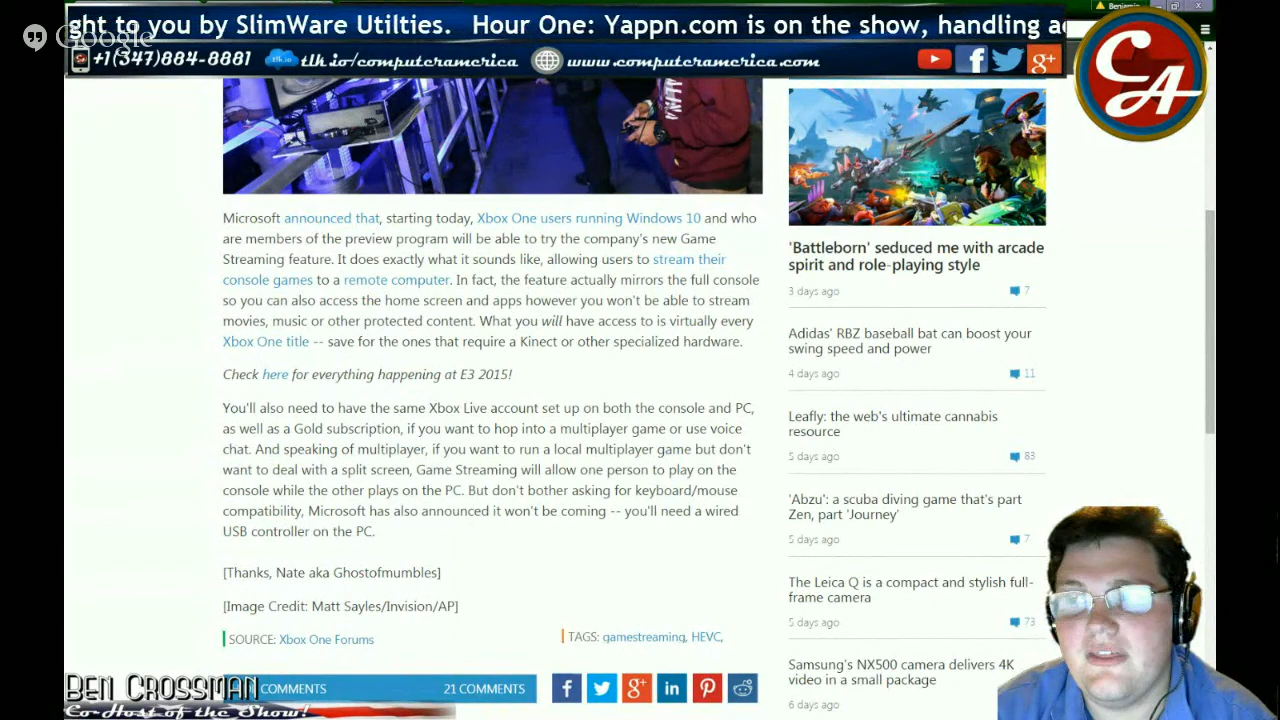 ght to you by SlimWare Utilties. Hour One: Yappn.com is on the show, handling
Google
Benjamin
+1(347)884-8881
tlk.io/computeramerica
www.computeramerica.com
CA
Microsoft announced that, starting today, Xbox One users running Windows 10 and who
are members of the preview program will be able to try the company's new Game
Streaming feature. It does exactly what it sounds like, allowing users to stream their
console games to a remote computer. In fact, the feature actually mirrors the full console
so you can also access the home screen and apps however you won't be able to stream
movies, music or other protected content. What you will have access to is virtually every
Xbox One title -- save for the ones that require a Kinect or other specialized hardware.
Check here for everything happening at E3 2015!
You'll also need to have the same Xbox Live account set up on both the console and PC,
as well as a Gold subscription, if you want to hop into a multiplayer game or use voice
chat. And speaking of multiplayer, if you want to run a local multiplayer game but don't
want to deal with a split screen, Game Streaming will allow one person to play on the
console while the other plays on the PC. But don't bother asking for keyboard/mouse
compatibility, Microsoft has also announced it won't be coming -- you'll need a wired
USB controller on the PC.
[Thanks, Nate aka Ghostofmumbles]
[Image Credit: Matt Sayles/Invision/AP]
SOURCE: Xbox One Forums
TAGS: gamestreaming, HEVC,
COMMENTS
21 COMMENTS
'Battleborn' seduced me with arcade
spirit and role-playing style
3 days ago
7
Adidas' RBZ baseball bat can boost your
swing speed and power
4 days ago
11
Leafly: the web's ultimate cannabis
resource
5 days ago
83
'Abzu': a scuba diving game that's part
Zen, part 'Journey'
5 days ago
7
The Leica Q is a compact and stylish full-
frame camera
5 days ago
73
Samsung's NX500 camera delivers 4K
video in a small package
6 days ago
Ben Crossman
Co-Host of the Show!